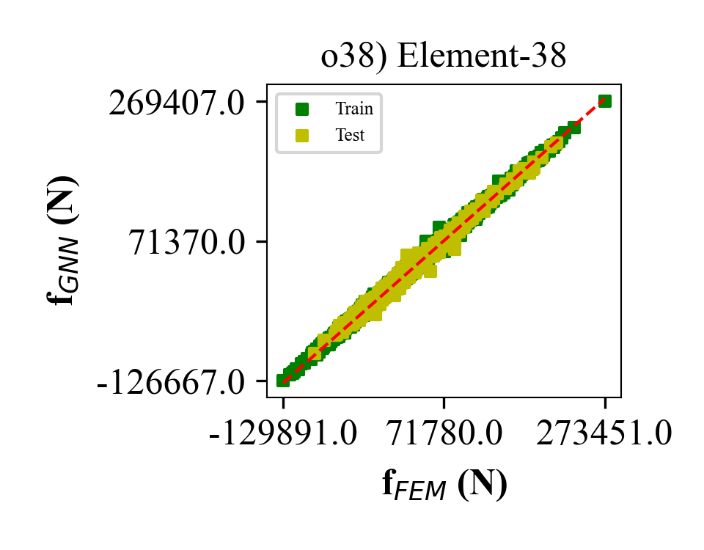 o38) Element-38
269407.0
71370.0
-126667.0
f_GNN (N)
Train
Test
-129891.0 71780.0 273451.0
f_FEM (N)